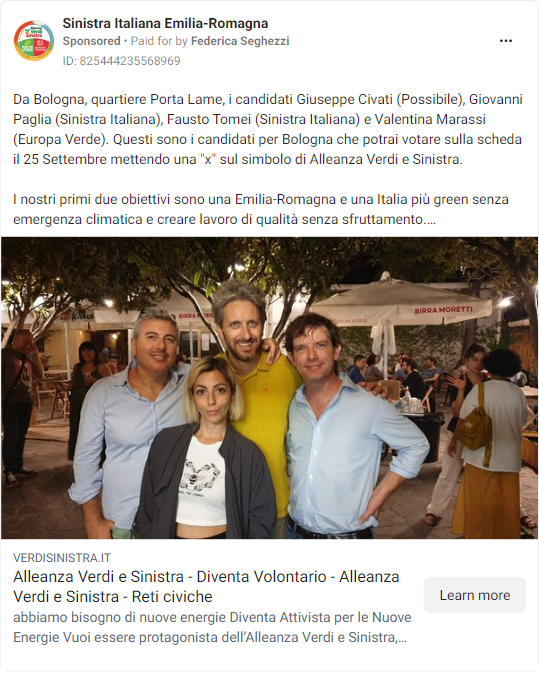 Sinistra Italiana Emilia-Romagna
Sponsored • Paid for by Federica Seghezzi
ID: 825444235568969
Da Bologna, quartiere Porta Lame, i candidati Giuseppe Civati (Possibile), Giovanni
Paglia (Sinistra Italiana), Fausto Tomei (Sinistra Italiana) e Valentina Marassi
(Europa Verde). Questi sono i candidati per Bologna che potrai votare sulla scheda
il 25 Settembre mettendo una "x" sul simbolo di Alleanza Verdi e Sinistra.
I nostri primi due obiettivi sono una Emilia-Romagna e una Italia più green senza
emergenza climatica e creare lavoro di qualità senza sfruttamento....
BIRRA MORETTI
BIRRA MORETTI
VERDISINISTRA.IT
Alleanza Verdi e Sinistra - Diventa Volontario - Alleanza
Verdi e Sinistra - Reti civiche
abbiamo bisogno di nuove energie Diventa Attivista per le Nuove
Energie Vuoi essere protagonista dell'Alleanza Verdi e Sinistra,...
Learn more